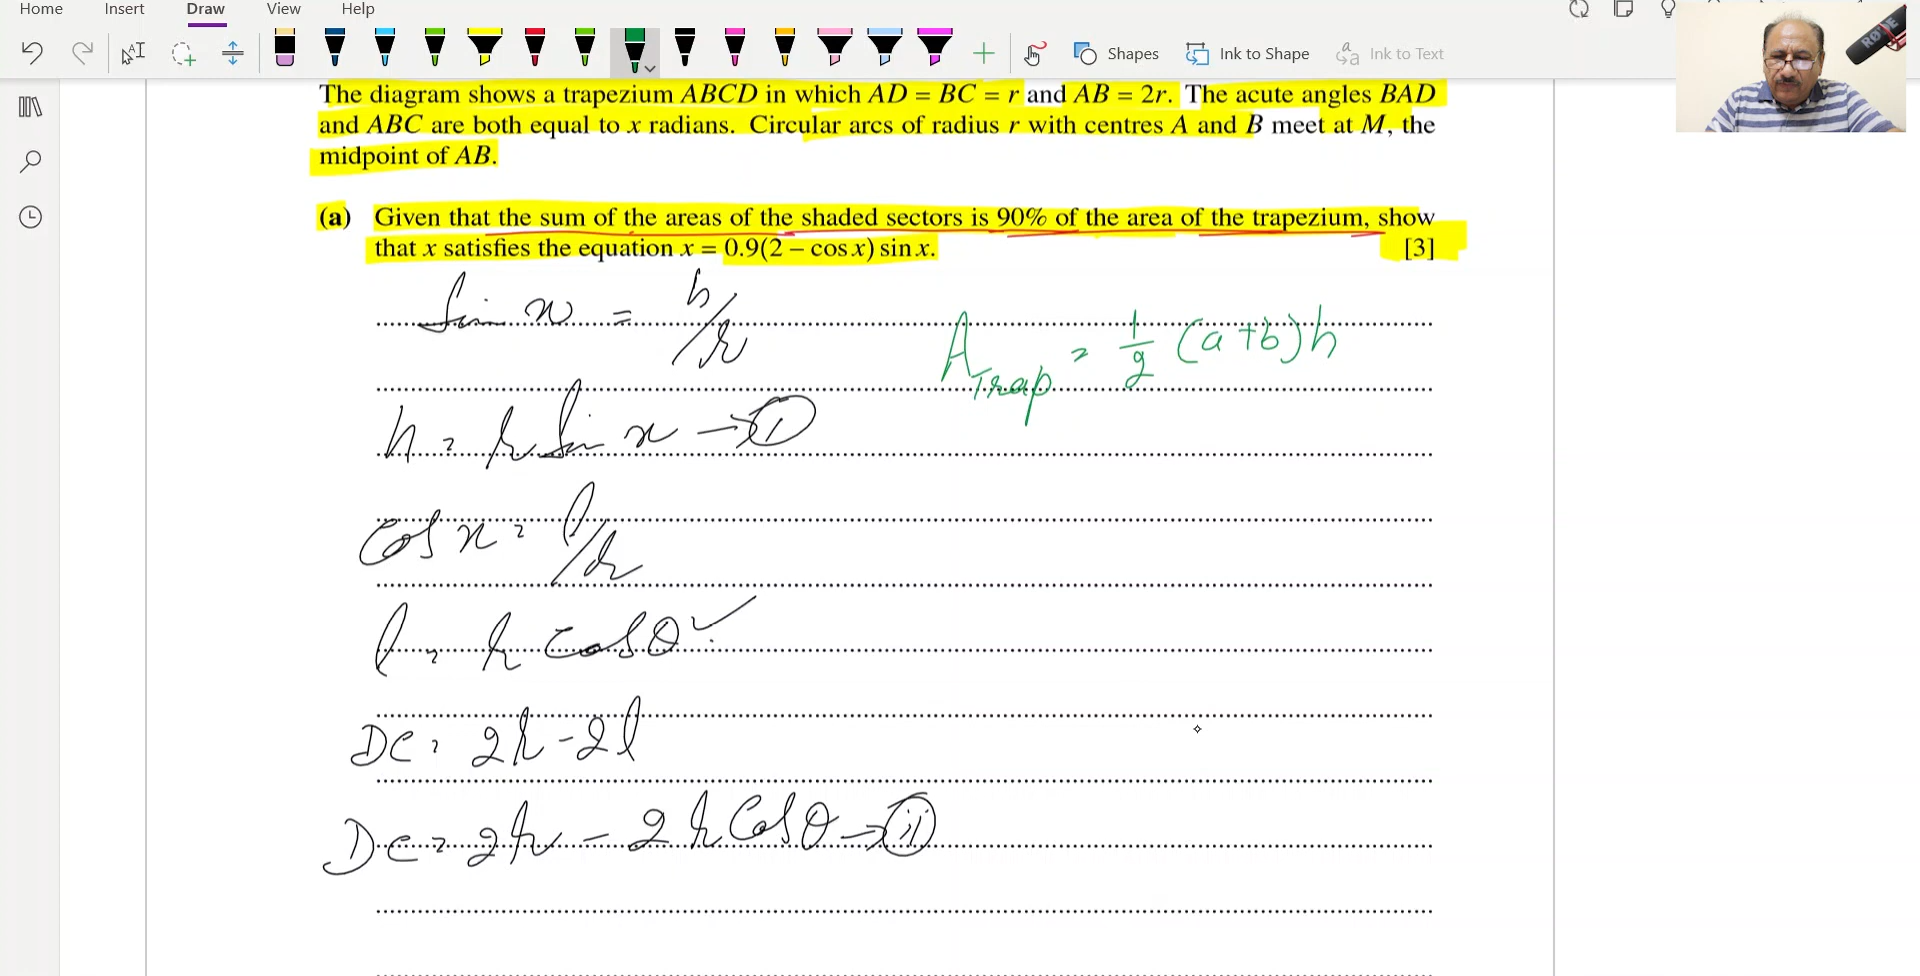 Home Insert Draw View Help
Shapes Ink to Shape Ink to Text
RODE
The diagram shows a trapezium ABCD in which AD = BC = r and AB = 2r. The acute angles BAD
and ABC are both equal to x radians. Circular arcs of radius r with centres A and B meet at M, the
midpoint of AB.
(a) Given that the sum of the areas of the shaded sectors is 90% of the area of the trapezium, show
that x satisfies the equation x = 0.9(2 – cos x) sin x. [3]
Sin x = h/r
A Trap = 1/2 (a+b)h
h = r Sin x → ①
Cos x = l/r
l = r Cos θ
DC = 2r - 2l
DC = 2r - 2r Cos θ → ⑪